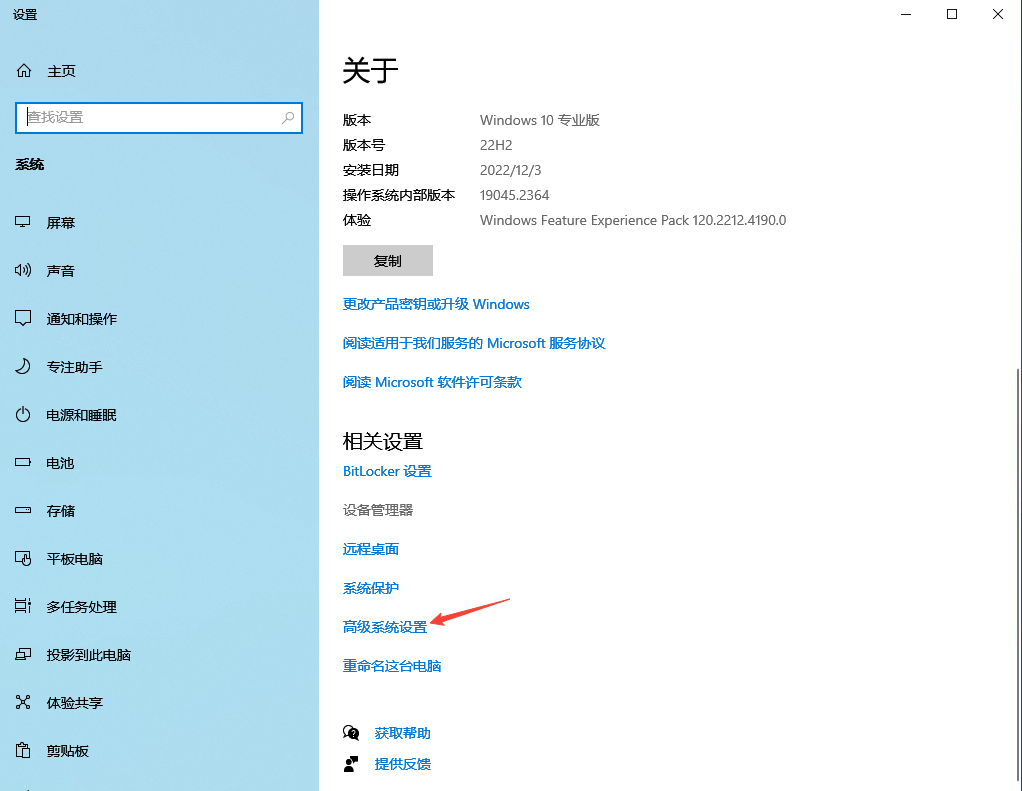 设置
主页
查找设置
系统
屏幕
声音
通知和操作
专注助手
电源和睡眠
电池
存储
平板电脑
多任务处理
投影到此电脑
体验共享
剪贴板
关于
版本 Windows 10 专业版
版本号 22H2
安装日期 2022/12/3
操作系统内部版本 19045.2364
体验 Windows Feature Experience Pack 120.2212.4190.0
复制
更改产品密钥或升级 Windows
阅读适用于我们服务的 Microsoft 服务协议
阅读 Microsoft 软件许可条款
相关设置
BitLocker 设置
设备管理器
远程桌面
系统保护
高级系统设置
重命名这台电脑
获取帮助
提供反馈